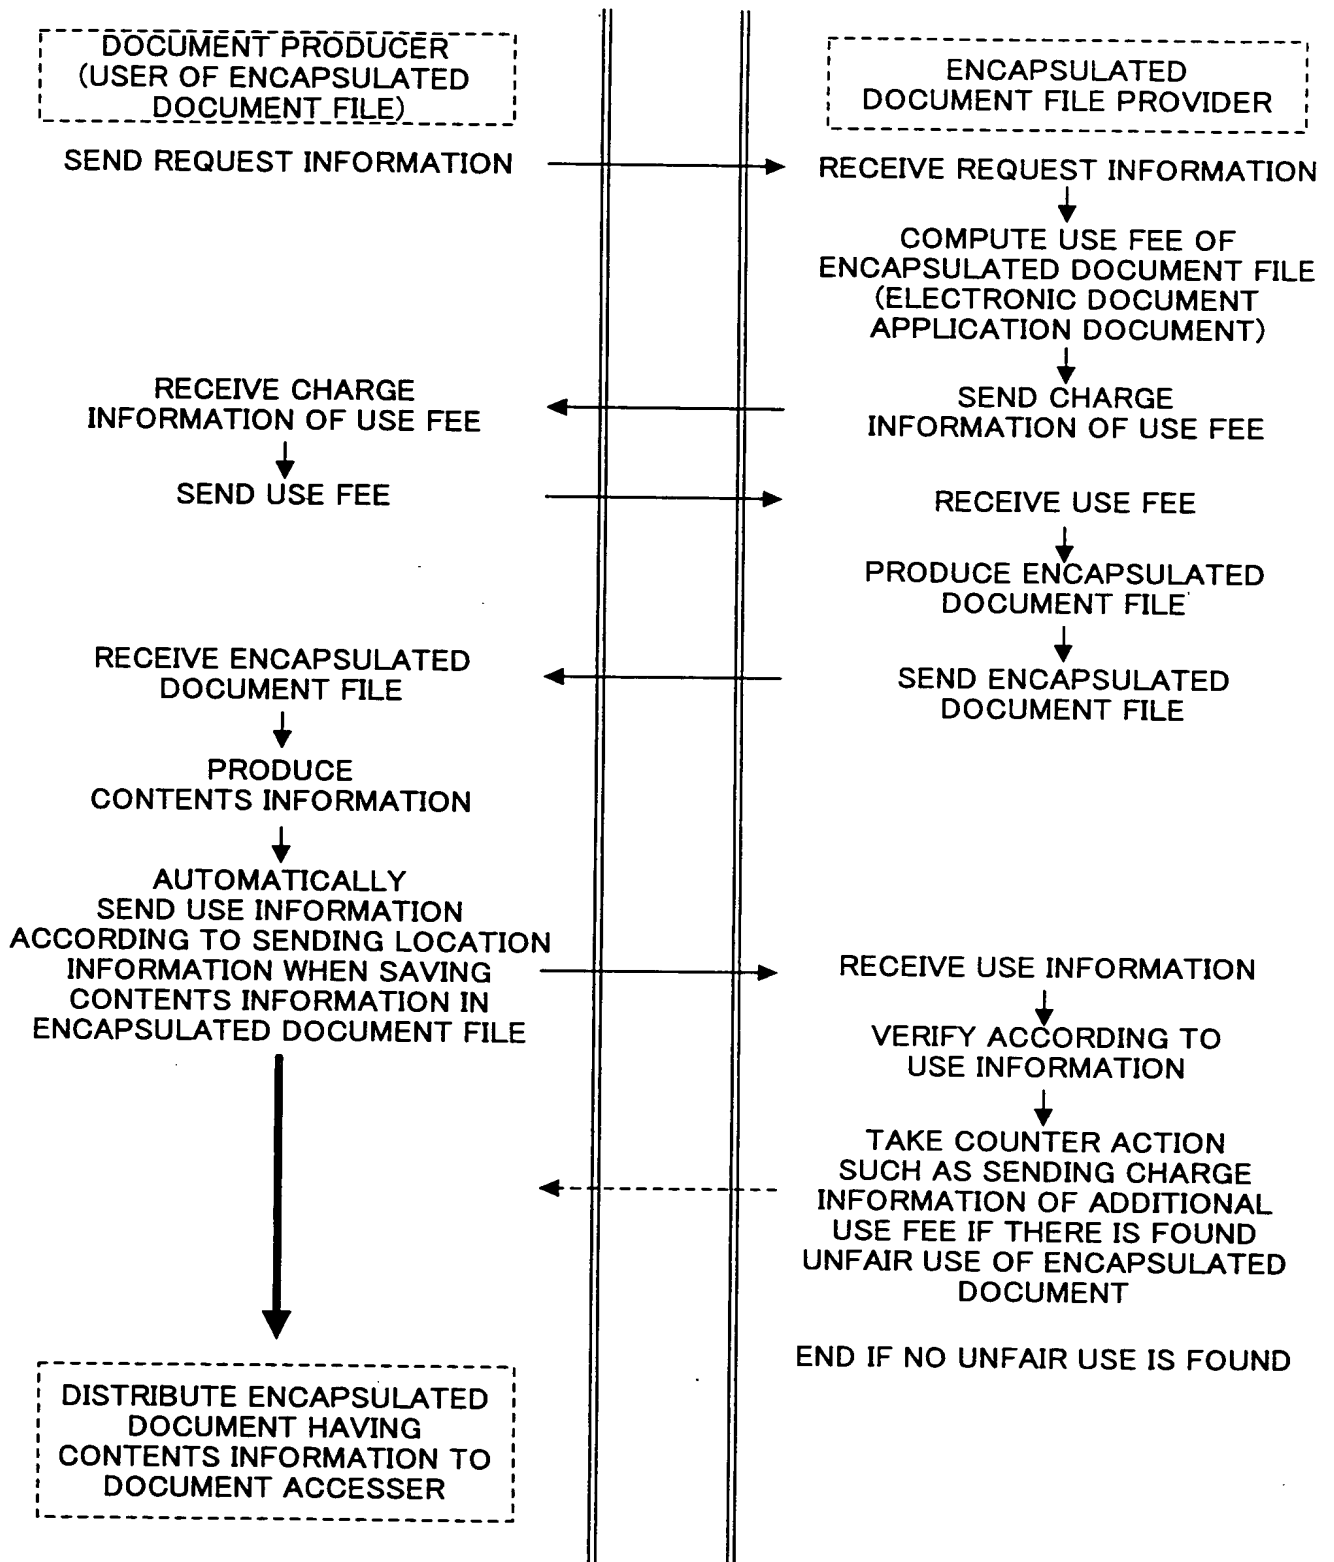 DOCUMENT PRODUCER
(USER OF ENCAPSULATED
DOCUMENT FILE)
ENCAPSULATED
DOCUMENT FILE PROVIDER
SEND REQUEST INFORMATION
RECEIVE REQUEST INFORMATION
COMPUTE USE FEE OF
ENCAPSULATED DOCUMENT FILE
(ELECTRONIC DOCUMENT
APPLICATION DOCUMENT)
RECEIVE CHARGE
INFORMATION OF USE FEE
SEND CHARGE
INFORMATION OF USE FEE
SEND USE FEE
RECEIVE USE FEE
PRODUCE ENCAPSULATED
DOCUMENT FILE
RECEIVE ENCAPSULATED
DOCUMENT FILE
SEND ENCAPSULATED
DOCUMENT FILE
PRODUCE
CONTENTS INFORMATION
AUTOMATICALLY
SEND USE INFORMATION
ACCORDING TO SENDING LOCATION
INFORMATION WHEN SAVING
CONTENTS INFORMATION IN
ENCAPSULATED DOCUMENT FILE
RECEIVE USE INFORMATION
VERIFY ACCORDING TO
USE INFORMATION
TAKE COUNTER ACTION
SUCH AS SENDING CHARGE
INFORMATION OF ADDITIONAL
USE FEE IF THERE IS FOUND
UNFAIR USE OF ENCAPSULATED
DOCUMENT
END IF NO UNFAIR USE IS FOUND
DISTRIBUTE ENCAPSULATED
DOCUMENT HAVING
CONTENTS INFORMATION TO
DOCUMENT ACCESSER